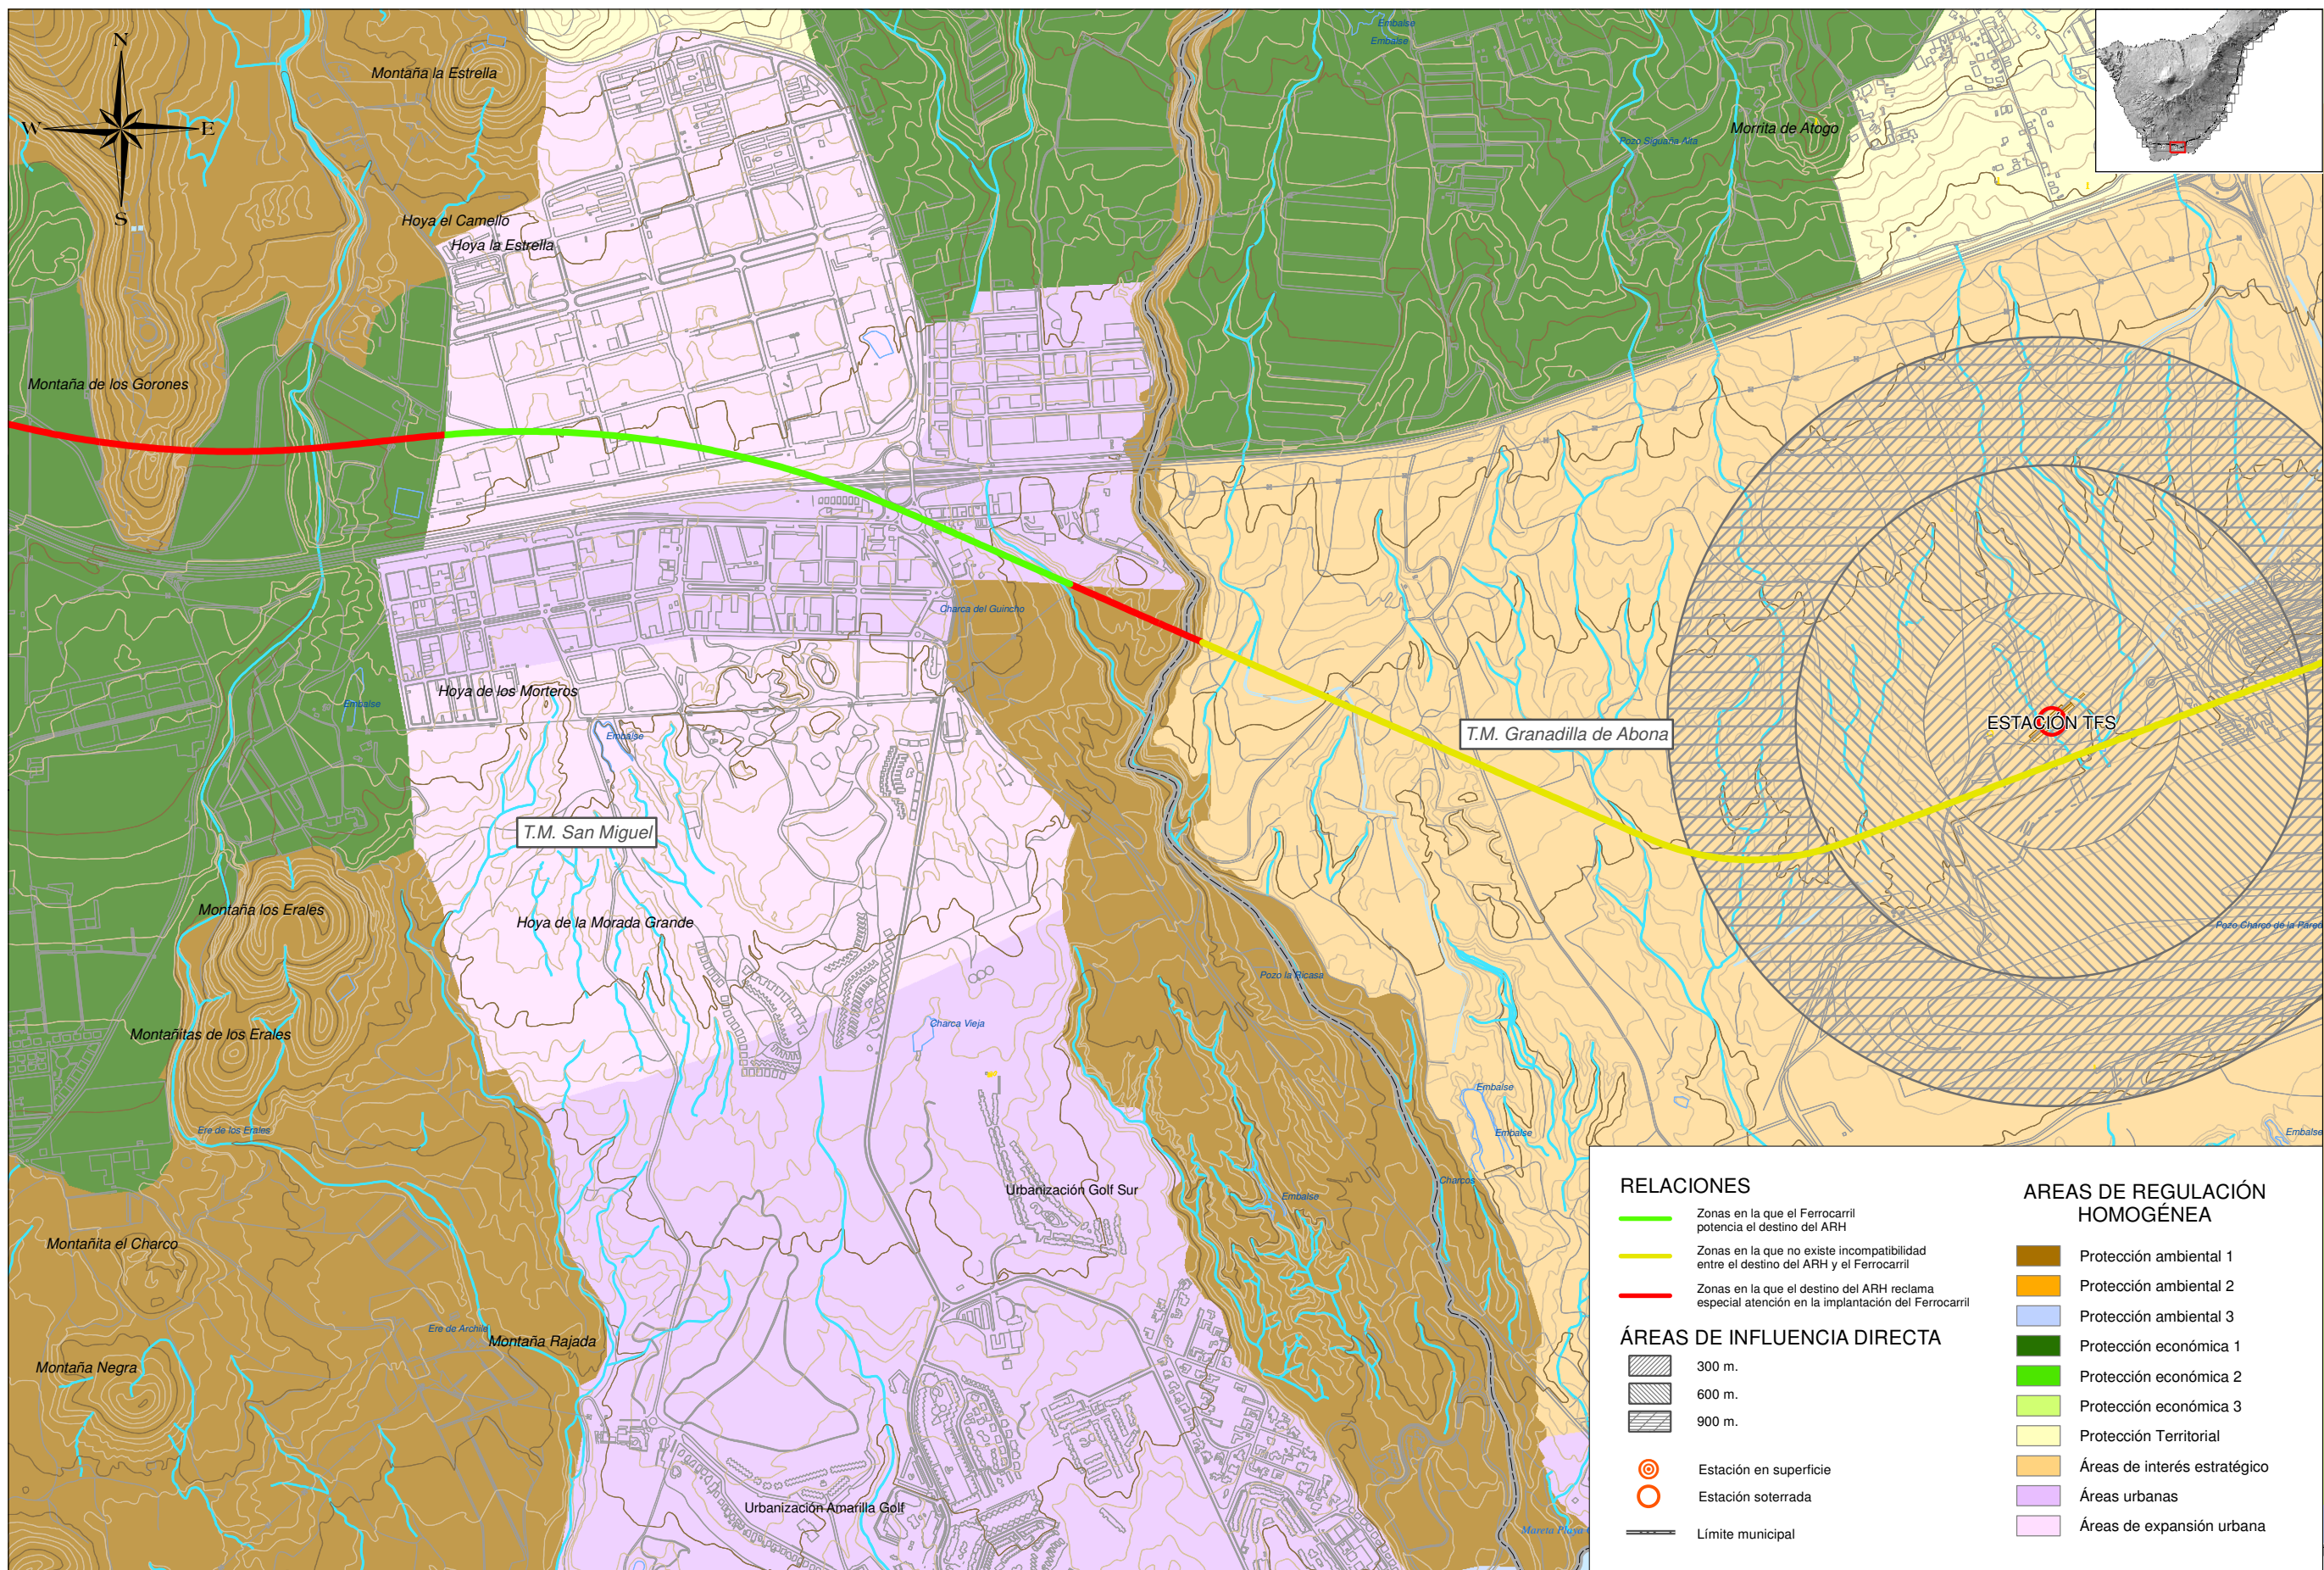 N
W
E
S
Montaña la Estrella
Embalse
Embalse
Pozo Siguaña Alta
Morrita de Atogo
Hoya el Camello
Hoya la Estrella
Montaña de los Gorones
Charca del Guincho
Hoya de los Morteros
Embalse
Embalse
T.M. Granadilla de Abona
ESTACIÓN TFS
T.M. San Miguel
Montaña los Erales
Hoya de la Morada Grande
Pozo Charco de la Pared
Pozo la Ricasa
Charca Vieja
Montañitas de los Erales
Embalse
Ere de los Erales
Embalse
Embalse
Charcos
Urbanización Golf Sur
Embalse
Montañita el Charco
Ere de Archile
Montaña Rajada
Montaña Negra
Urbanización Amarilla Golf
Mareta Playa
RELACIONES
Zonas en la que el Ferrocarril
potencia el destino del ARH
Zonas en la que no existe incompatibilidad
entre el destino del ARH y el Ferrocarril
Zonas en la que el destino del ARH reclama
especial atención en la implantación del Ferrocarril
ÁREAS DE INFLUENCIA DIRECTA
300 m.
600 m.
900 m.
Estación en superficie
Estación soterrada
Límite municipal
AREAS DE REGULACIÓN
HOMOGÉNEA
Protección ambiental 1
Protección ambiental 2
Protección ambiental 3
Protección económica 1
Protección económica 2
Protección económica 3
Protección Territorial
Áreas de interés estratégico
Áreas urbanas
Áreas de expansión urbana